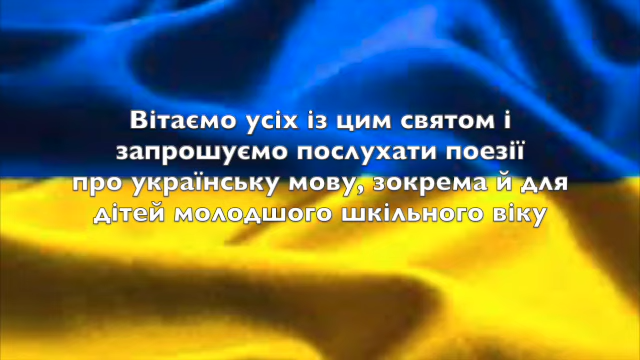 Вітаємо усіх із цим святом і
запрошуємо послухати поезії
про українську мову, зокрема й для
дітей молодшого шкільного віку